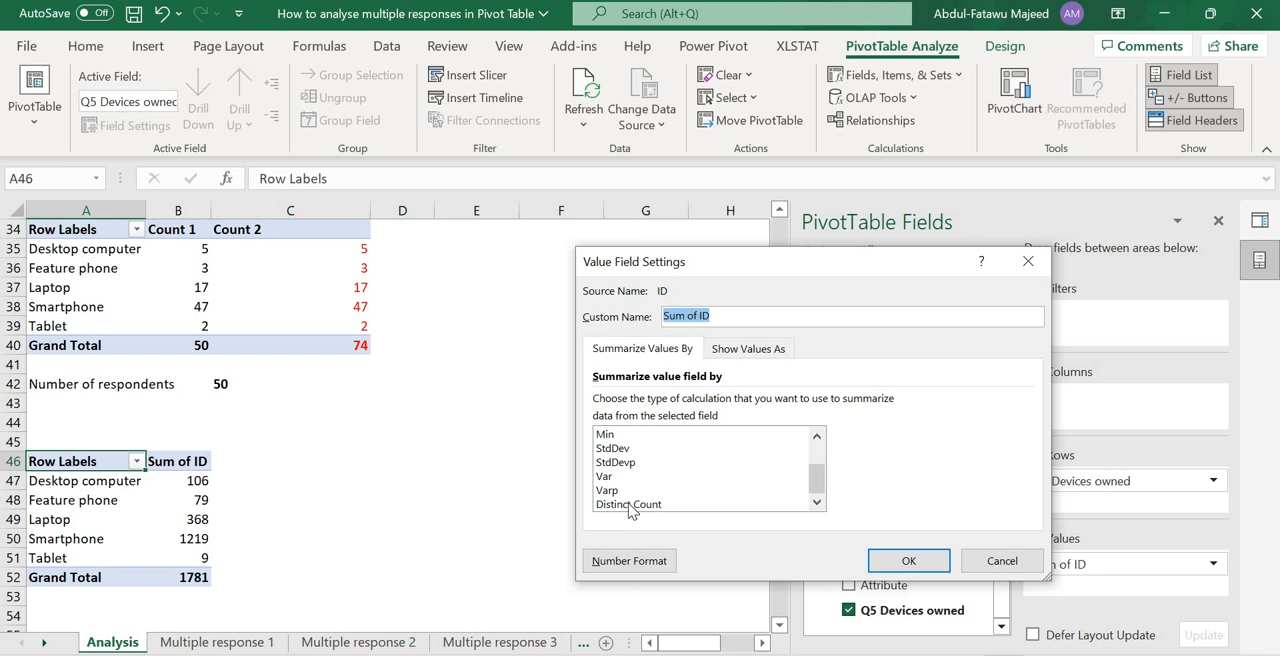 AutoSave Off How to analyse multiple responses in Pivot Table Search (Alt+Q) Abdul-Fatawu Majeed AM
File Home Insert Page Layout Formulas Data Review View Add-ins Help Power Pivot XLSTAT PivotTable Analyze Design Comments Share
PivotTable
Active Field:
Q5 Devices owned
Field Settings
Drill Down
Drill Up
Active Field
Group Selection
Ungroup
Group Field
Group
Insert Slicer
Insert Timeline
Filter Connections
Filter
Refresh
Change Data Source
Data
Clear
Select
Move PivotTable
Actions
Fields, Items, & Sets
OLAP Tools
Relationships
Calculations
PivotChart
Recommended PivotTables
Tools
Field List
+/- Buttons
Field Headers
Show
A46 fx Row Labels
A B C D E F G H
34 Row Labels Count 1 Count 2
35 Desktop computer 5 5
36 Feature phone 3 3
37 Laptop 17 17
38 Smartphone 47 47
39 Tablet 2 2
40 Grand Total 50 74
41
42 Number of respondents 50
43
44
45
46 Row Labels Sum of ID
47 Desktop computer 106
48 Feature phone 79
49 Laptop 368
50 Smartphone 1219
51 Tablet 9
52 Grand Total 1781
53
54
Analysis Multiple response 1 Multiple response 2 Multiple response 3 ...
PivotTable Fields
fields between areas below:
Value Field Settings ?
Source Name: ID
Custom Name: Sum of ID
Summarize Values By Show Values As
Summarize value field by
Choose the type of calculation that you want to use to summarize
data from the selected field
Min
StdDev
StdDevp
Var
Varp
Distinct Count
Number Format OK Cancel
ilters
olumns
ows
Devices owned
alues
n of ID
Attribute
Q5 Devices owned
Defer Layout Update Update